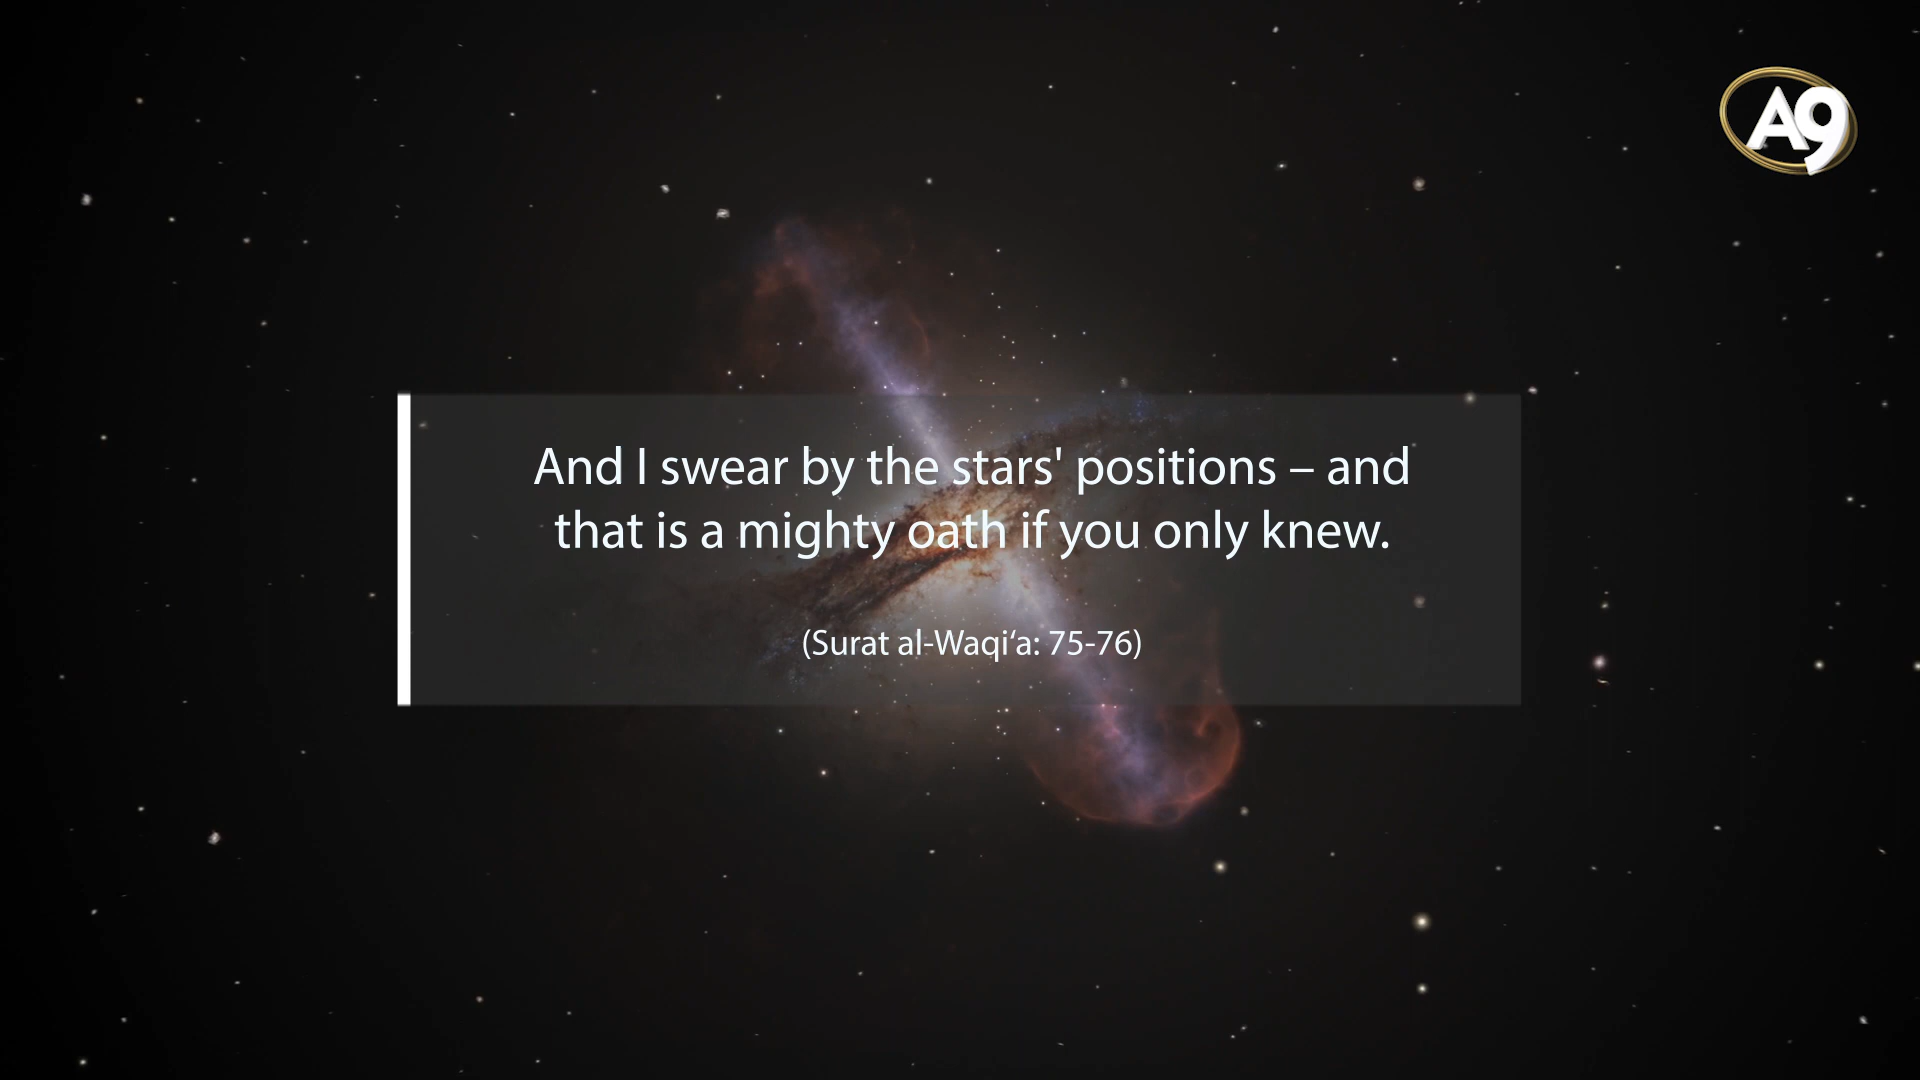 A9
And I swear by the stars' positions – and
that is a mighty oath if you only knew.
(Surat al-Waqi‘a: 75-76)